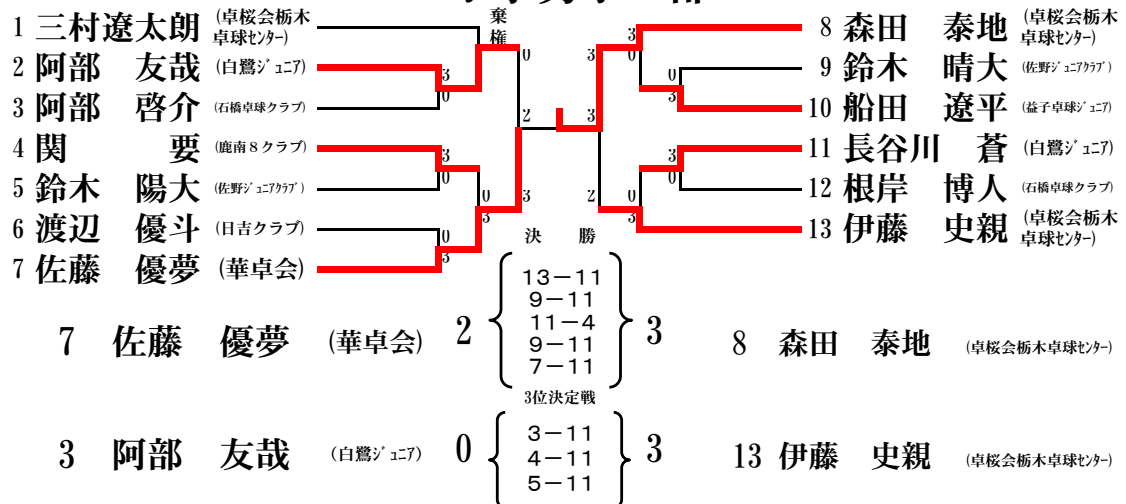 1 三村遼太朗 (卓桜会栃木卓球センター)
2 阿部 友哉 (白鷺ジュニア)
3 阿部 啓介 (石橋卓球クラブ)
4 関 要 (鹿南8クラブ)
5 鈴木 陽大 (佐野ジュニアクラブ)
6 渡辺 優斗 (日吉クラブ)
7 佐藤 優夢 (華卓会)
棄権
0
3
0
2
3
0
0
3
3
0
3
8 森田 泰地 (卓桜会栃木卓球センター)
9 鈴木 晴大 (佐野ジュニアクラブ)
10 船田 遼平 (益子卓球ジュニア)
11 長谷川 蒼 (白鷺ジュニア)
12 根岸 博人 (石橋卓球クラブ)
13 伊藤 史親 (卓桜会栃木卓球センター)
3
3
0
0
3
3
3
0
2
0
3
決 勝
7 佐藤 優夢 (華卓会) 2
13-11
9-11
11-4
9-11
7-11
3 8 森田 泰地 (卓桜会栃木卓球センター)
3位決定戦
3 阿部 友哉 (白鷺ジュニア) 0
3-11
4-11
5-11
3 13 伊藤 史親 (卓桜会栃木卓球センター)